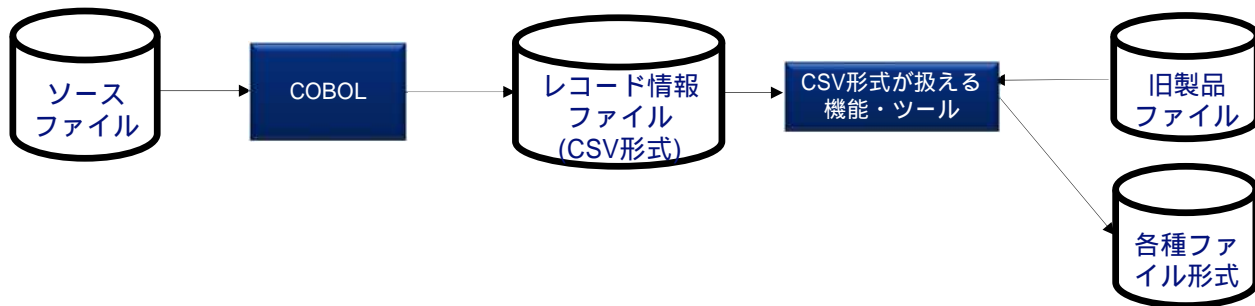 ソース
ファイル
COBOL
レコード情報
ファイル
(CSV形式)
CSV形式が扱える
機能・ツール
旧製品
ファイル
各種ファ
イル形式